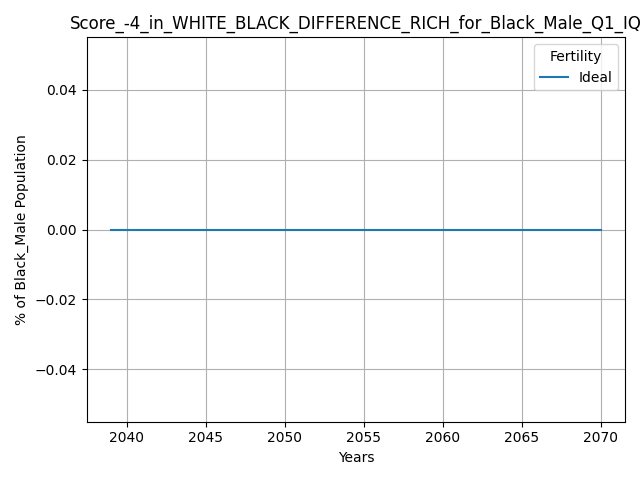 Score_-4_in_WHITE_BLACK_DIFFERENCE_RICH_for_Black_Male_Q1_IQ
Fertility
Ideal
0.04
0.02
0.00
−0.02
−0.04
% of Black_Male Population
2040 2045 2050 2055 2060 2065 2070
Years